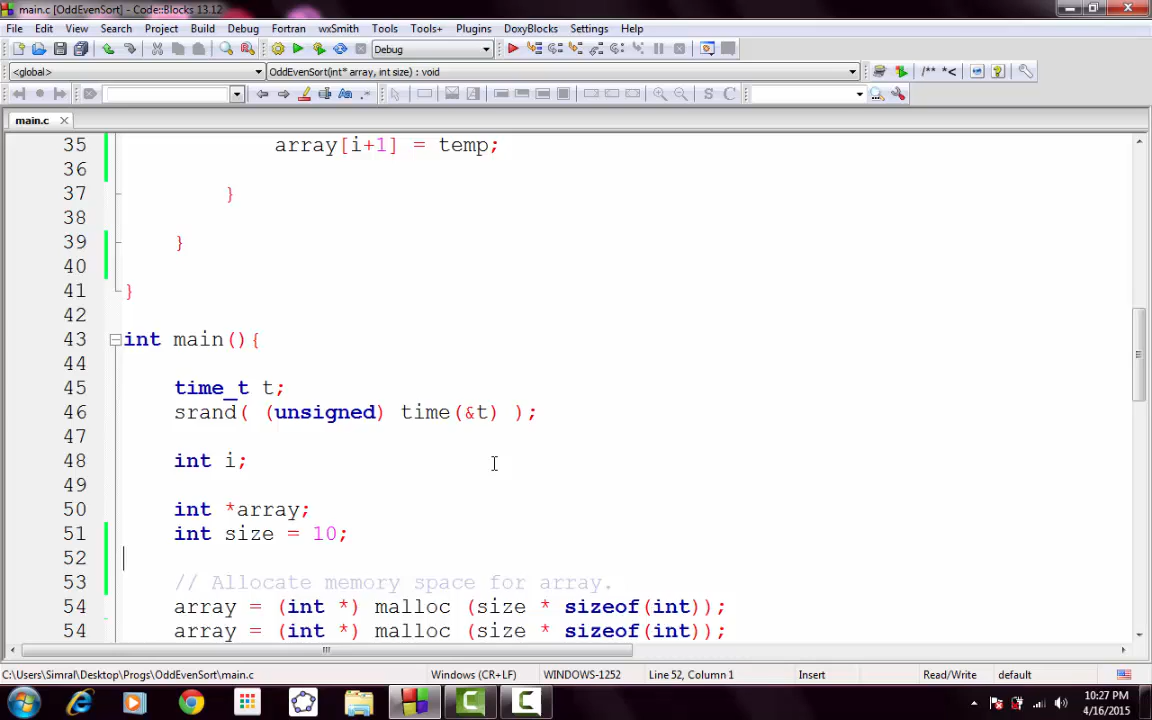 main.c [OddEvenSort] - Code::Blocks 13.12
File Edit View Search Project Build Debug Fortran wxSmith Tools Tools+ Plugins DoxyBlocks Settings Help
Debug
<global> OddEvenSort(int* array, int size) : void /** *<
S C
main.c
35 array[i+1] = temp;
36
37 }
38
39 }
40
41 }
42
43 int main(){
44
45 time_t t;
46 srand( (unsigned) time(&t) );
47
48 int i;
49
50 int *array;
51 int size = 10;
52
53 // Allocate memory space for array.
54 array = (int *) malloc (size * sizeof(int));
54 array = (int *) malloc (size * sizeof(int));
C:\Users\Simral\Desktop\Progs\OddEvenSort\main.c Windows (CR+LF) WINDOWS-1252 Line 52, Column 1 Insert Read/Write default
10:27 PM
4/16/2015